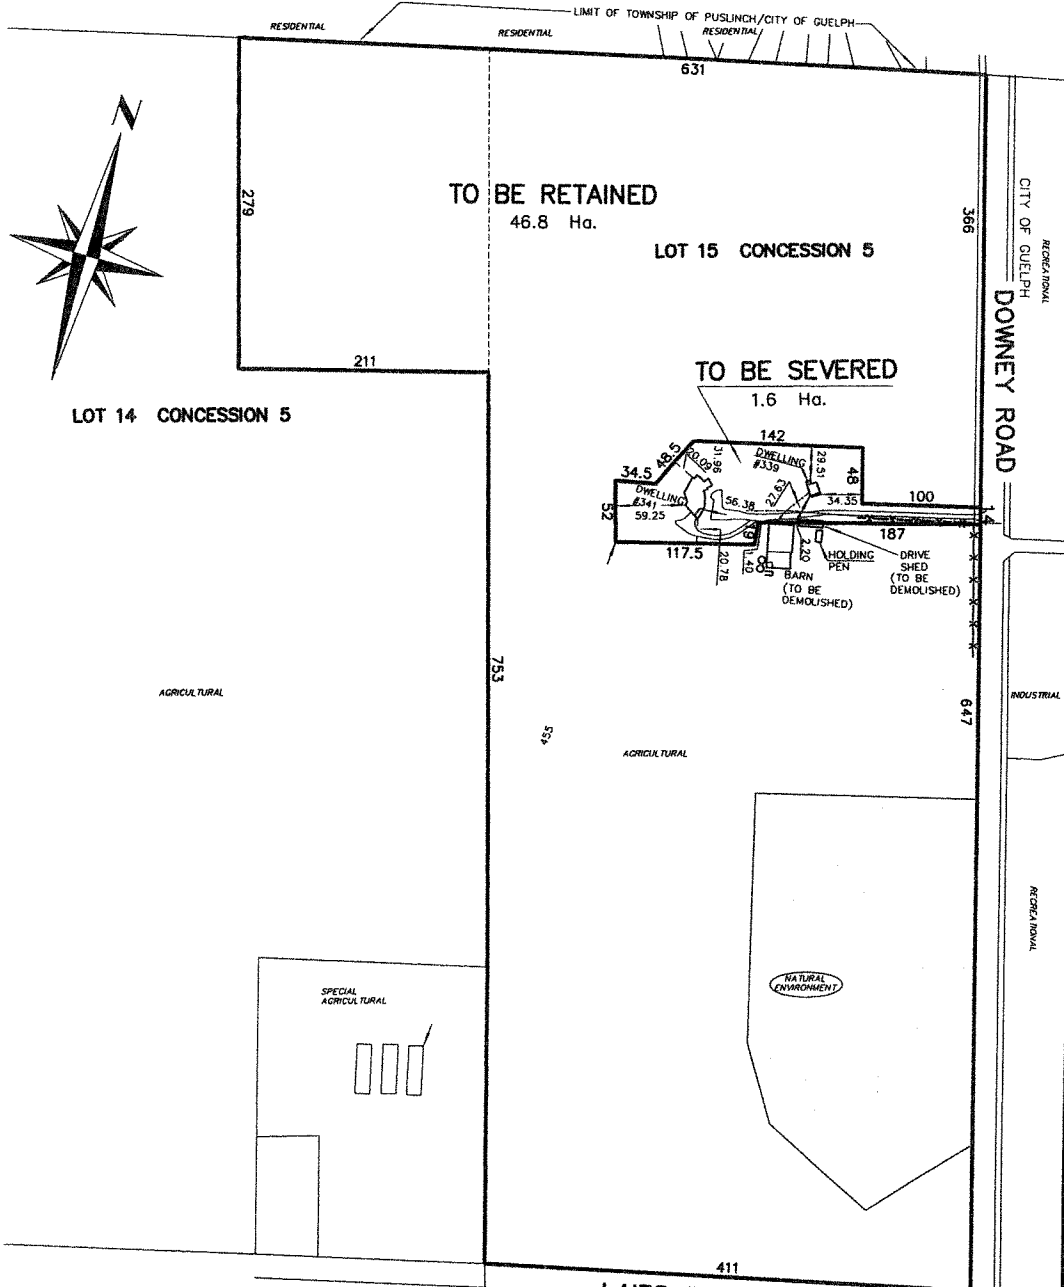 LIMIT OF TOWNSHIP OF PUSLINCH/CITY OF GUELPH
RESIDENTIAL
RESIDENTIAL
RESIDENTIAL
631
N
279
TO BE RETAINED
46.8 Ha.
LOT 15 CONCESSION 5
366
CITY OF GUELPH
RECREATIONAL
DOWNEY ROAD
211
LOT 14 CONCESSION 5
TO BE SEVERED
1.6 Ha.
142
48.5
20.09
31.96
DWELLING
#339
29.51
48
34.5
DWELLING
#341
59.25
52
56.38
27.63
34.35
100
14
187
117.5
20.78
19
1.40
2.20
HOLDING
PEN
DRIVE
SHED
(TO BE
DEMOLISHED)
BARN
(TO BE
DEMOLISHED)
753
647
AGRICULTURAL
455
AGRICULTURAL
INDUSTRIAL
RECREATIONAL
NATURAL
ENVIRONMENT
SPECIAL
AGRICULTURAL
411